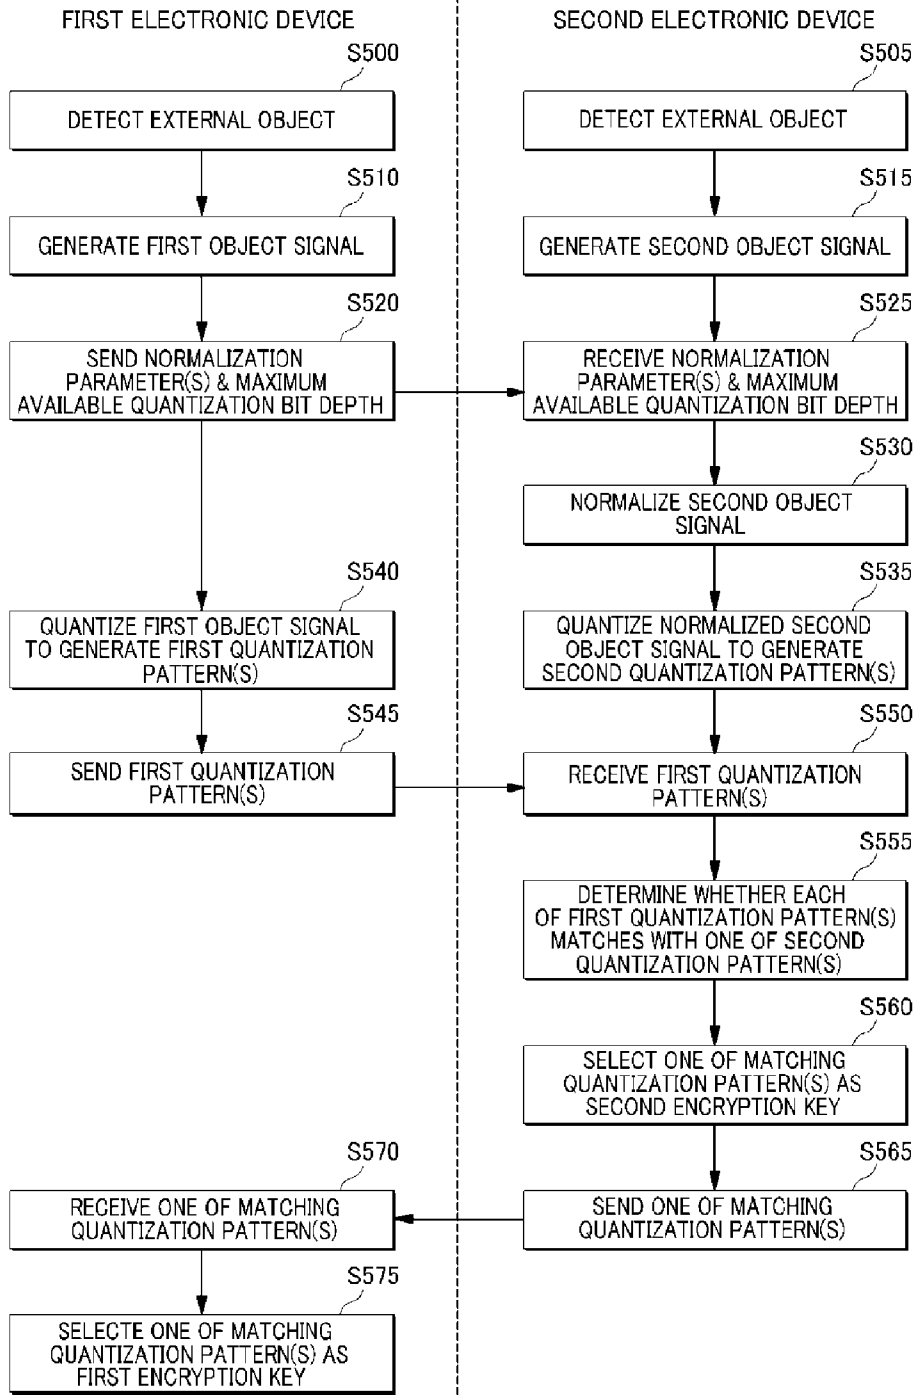 FIRST ELECTRONIC DEVICE
SECOND ELECTRONIC DEVICE
S500
DETECT EXTERNAL OBJECT
S505
DETECT EXTERNAL OBJECT
S510
GENERATE FIRST OBJECT SIGNAL
S515
GENERATE SECOND OBJECT SIGNAL
S520
SEND NORMALIZATION
PARAMETER(S) & MAXIMUM
AVAILABLE QUANTIZATION BIT DEPTH
S525
RECEIVE NORMALIZATION
PARAMETER(S) & MAXIMUM
AVAILABLE QUANTIZATION BIT DEPTH
S530
NORMALIZE SECOND OBJECT
SIGNAL
S540
QUANTIZE FIRST OBJECT SIGNAL
TO GENERATE FIRST QUANTIZATION
PATTERN(S)
S535
QUANTIZE NORMALIZED SECOND
OBJECT SIGNAL TO GENERATE
SECOND QUANTIZATION PATTERN(S)
S545
SEND FIRST QUANTIZATION
PATTERN(S)
S550
RECEIVE FIRST QUANTIZATION
PATTERN(S)
S555
DETERMINE WHETHER EACH
OF FIRST QUANTIZATION PATTERN(S)
MATCHES WITH ONE OF SECOND
QUANTIZATION PATTERN(S)
S560
SELECT ONE OF MATCHING
QUANTIZATION PATTERN(S) AS
SECOND ENCRYPTION KEY
S565
SEND ONE OF MATCHING
QUANTIZATION PATTERN(S)
S570
RECEIVE ONE OF MATCHING
QUANTIZATION PATTERN(S)
S575
SELECTE ONE OF MATCHING
QUANTIZATION PATTERN(S) AS
FIRST ENCRYPTION KEY